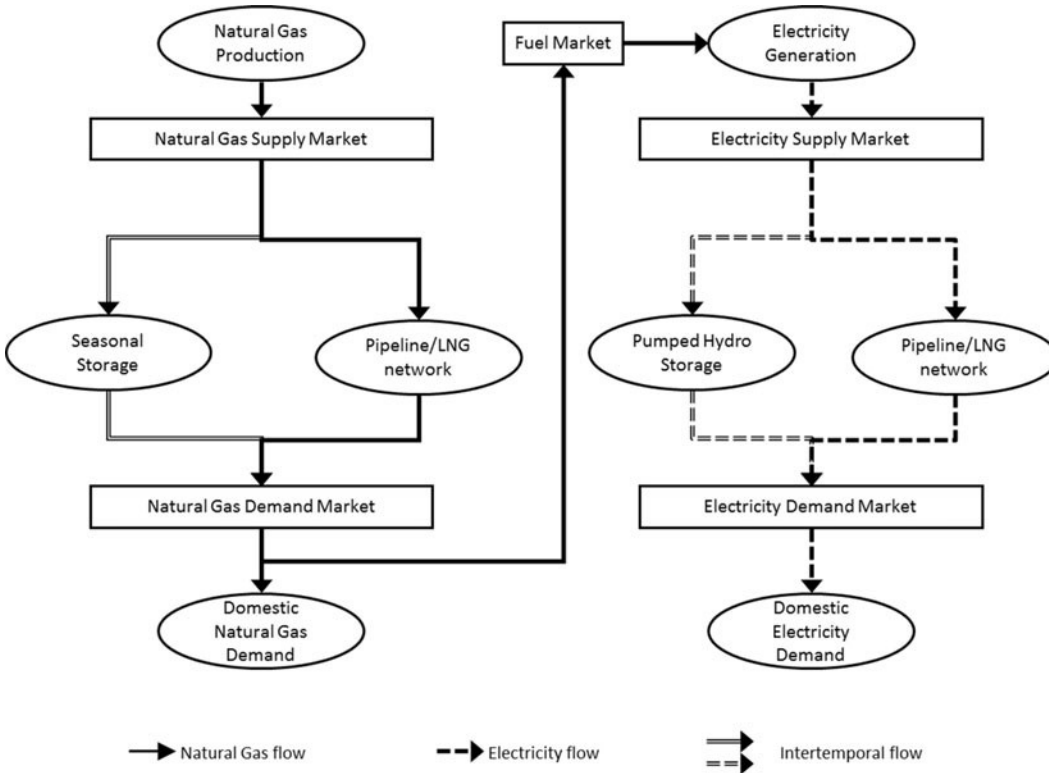 Natural Gas
Production
Fuel Market
Electricity
Generation
Natural Gas Supply Market
Electricity Supply Market
Seasonal
Storage
Pipeline/LNG
network
Pumped Hydro
Storage
Pipeline/LNG
network
Natural Gas Demand Market
Electricity Demand Market
Domestic
Natural Gas
Demand
Domestic
Electricity
Demand
Natural Gas flow
Electricity flow
Intertemporal flow